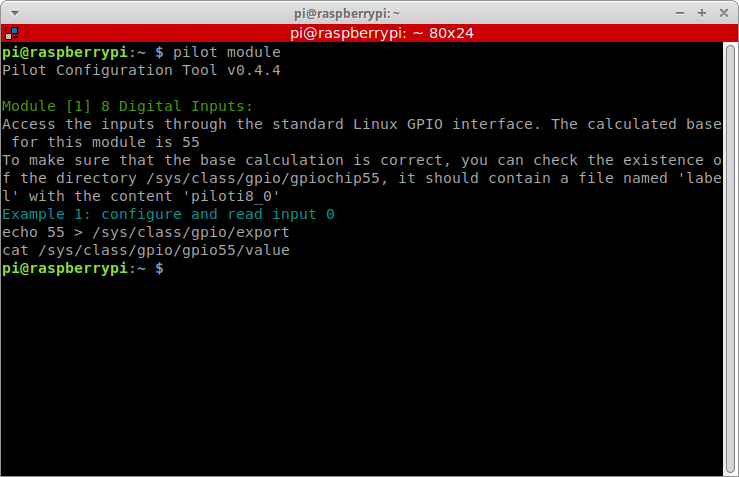 pi@raspberrypi: ~
pi@raspberrypi: ~ 80x24
pi@raspberrypi:~ $ pilot module
Pilot Configuration Tool v0.4.4
Module [1] 8 Digital Inputs:
Access the inputs through the standard Linux GPIO interface. The calculated base
 for this module is 55
To make sure that the base calculation is correct, you can check the existence o
f the directory /sys/class/gpio/gpiochip55, it should contain a file named 'labe
l' with the content 'piloti8_0'
Example 1: configure and read input 0
echo 55 > /sys/class/gpio/export
cat /sys/class/gpio/gpio55/value
pi@raspberrypi:~ $